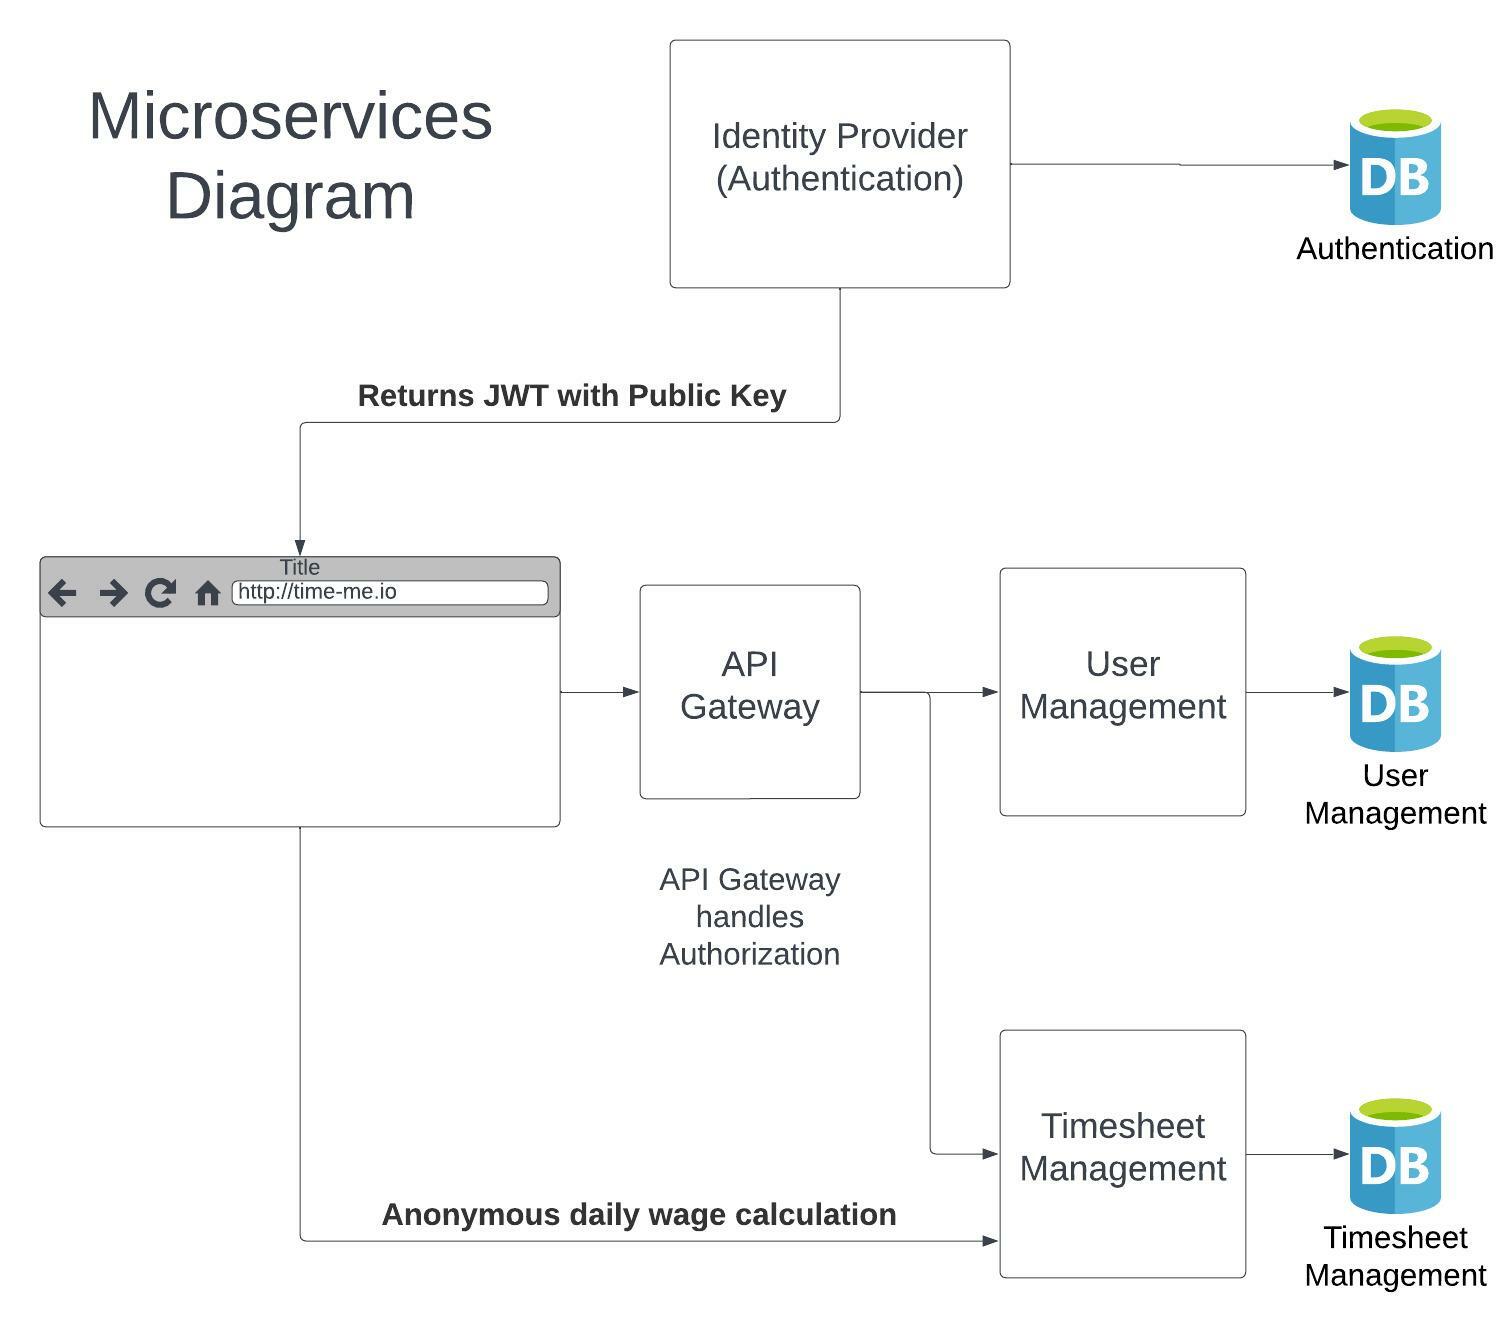 Microservices
Diagram
Identity Provider
(Authentication)
DB
Authentication
Returns JWT with Public Key
Title
http://time-me.io
API
Gateway
User
Management
DB
User
Management
API Gateway
handles
Authorization
Timesheet
Management
DB
Timesheet
Management
Anonymous daily wage calculation